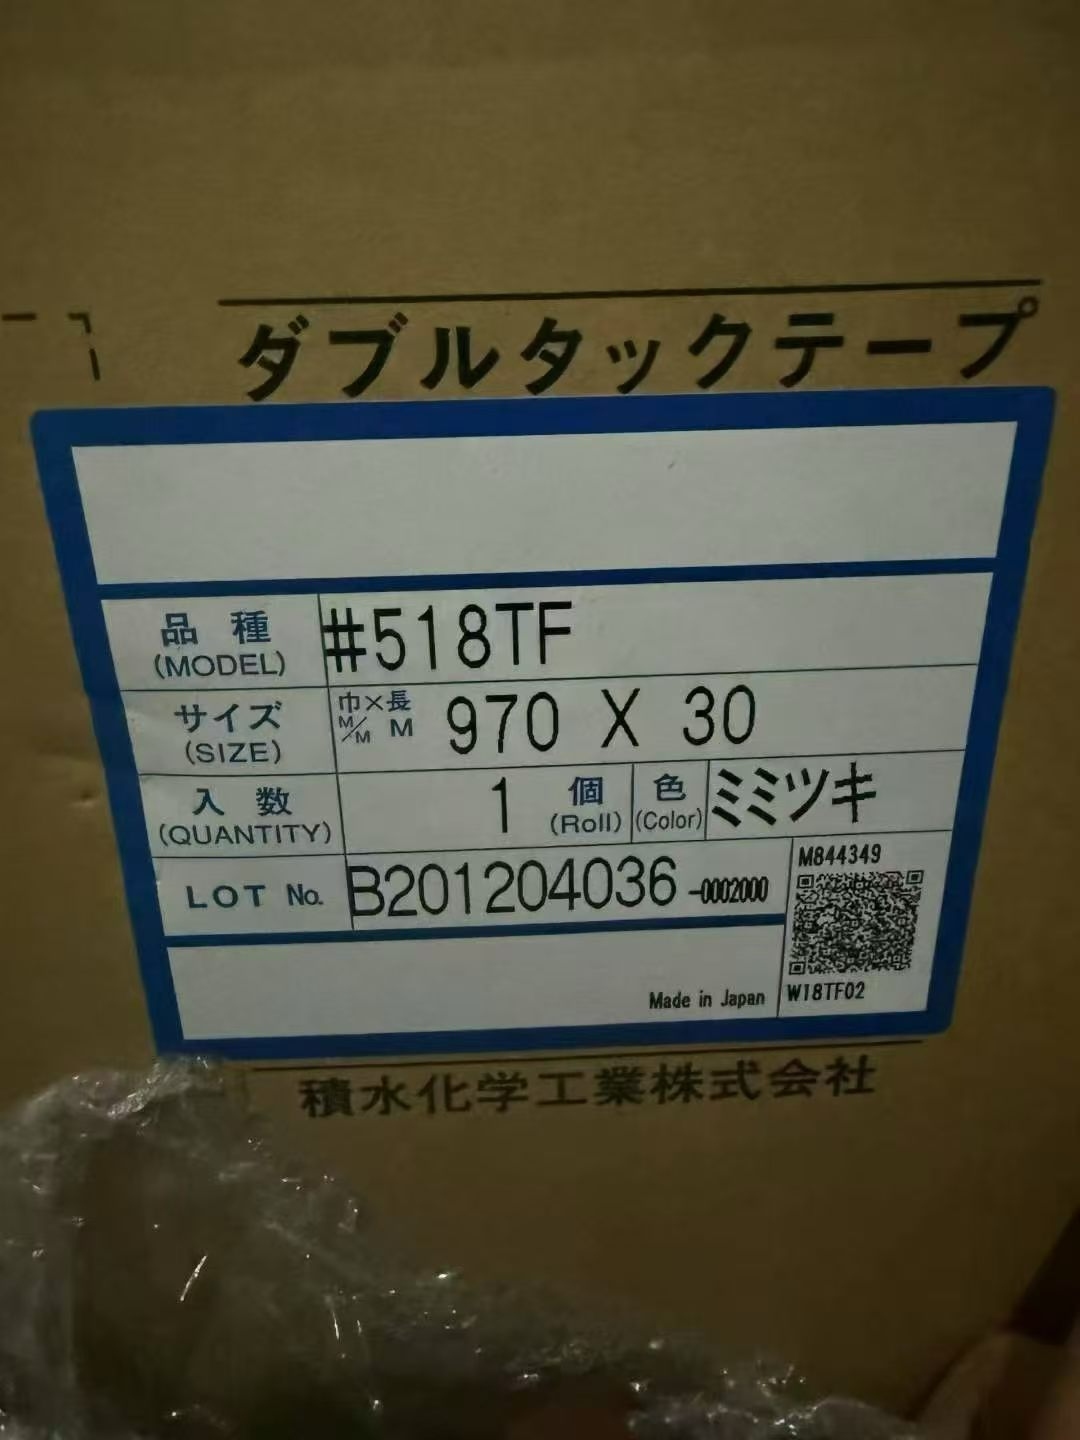 ダブルタックテープ
品種 #518TF
(MODEL)
サイズ 巾×長 970 X 30
(SIZE) M/M M
入数 1 個 色 ミミツキ
(QUANTITY) (Roll) (Color)
LOT No. B201204036 -0002000
M844349
W18TF02
Made in Japan
積水化学工業株式会社